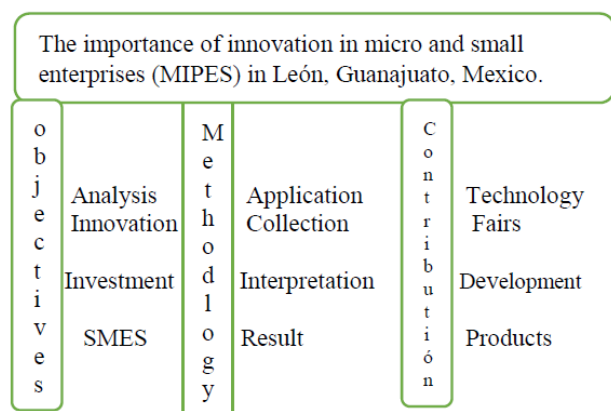 The importance of innovation in micro and small
enterprises (MIPES) in León, Guanajuato, Mexico.
objectives
Analysis
Innovation
Investment
SMES
Methodlogy
Application
Collection
Interpretation
Result
Contributión
Technology
Fairs
Development
Products